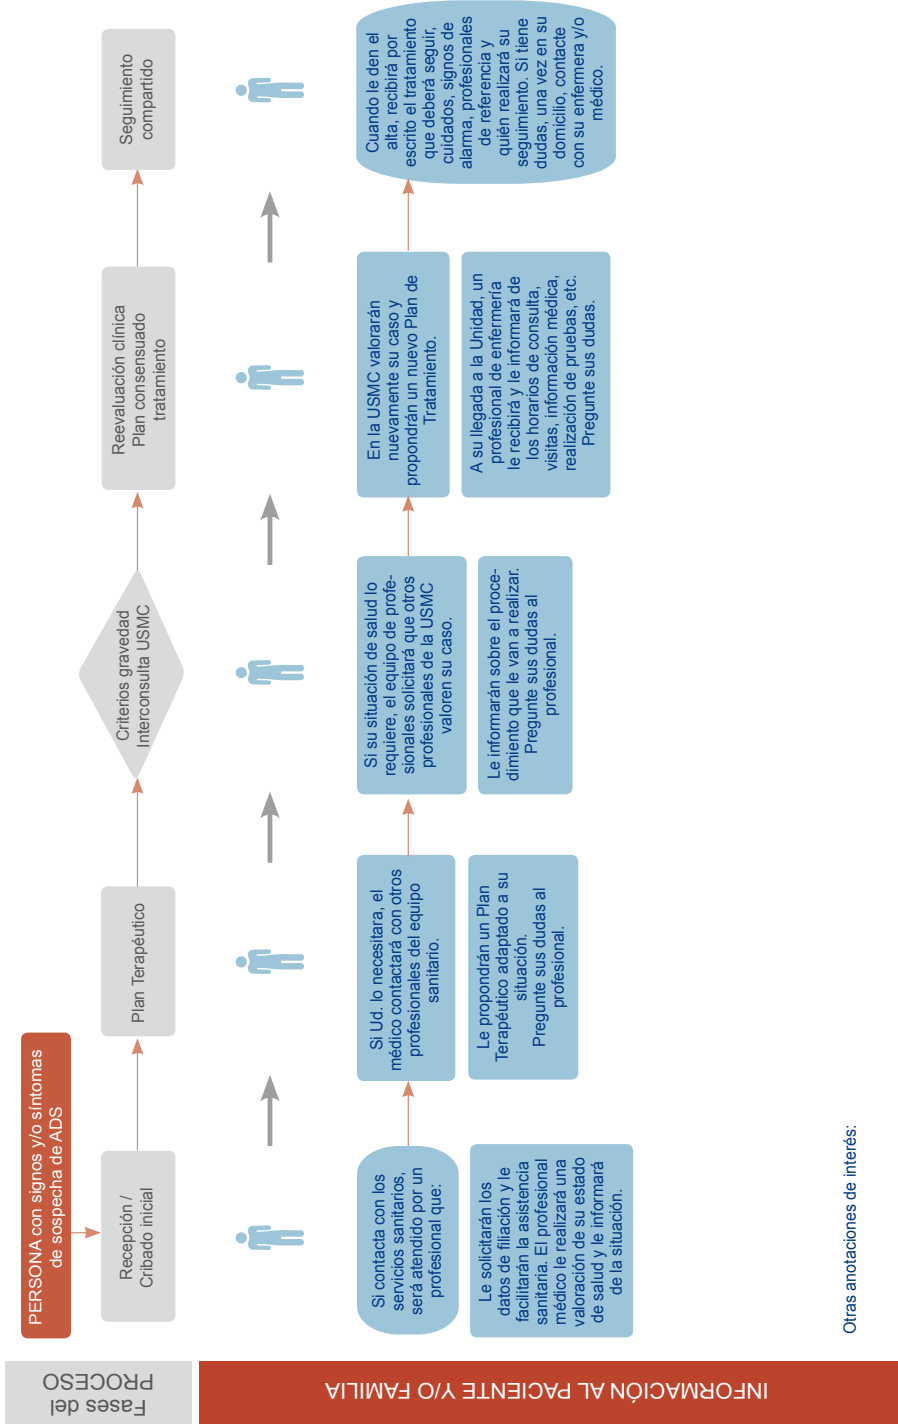 Fases del
PROCESO
PERSONA con signos y/o síntomas
de sospecha de ADS
Recepción /
Cribado inicial
Plan Terapéutico
Criterios gravedad
Interconsulta USMC
Reevaluación clínica
Plan consensuado
tratamiento
Seguimiento
compartido
INFORMACIÓN AL PACIENTE Y/O FAMILIA
Si contacta con los
servicios sanitarios,
será atendido por un
profesional que:
Le solicitarán los
datos de filiación y le
facilitarán la asistencia
sanitaria. El profesional
médico le realizará una
valoración de su estado
de salud y le informará
de la situación.
Si Ud. lo necesitara, el
médico contactará con otros
profesionales del equipo
sanitario.
Le propondrán un Plan
Terapéutico adaptado a su
situación.
Pregunte sus dudas al
profesional.
Si su situación de salud lo
requiere, el equipo de profe-
sionales solicitará que otros
profesionales de la USMC
valoren su caso.
Le informarán sobre el proce-
dimiento que le van a realizar.
Pregunte sus dudas al
profesional.
En la USMC valorarán
nuevamente su caso y
propondrán un nuevo Plan de
Tratamiento.
A su llegada a la Unidad, un
profesional de enfermería
le recibirá y le informará de
los horarios de consulta,
visitas, información médica,
realización de pruebas, etc.
Pregunte sus dudas.
Cuando le den el
alta, recibirá por
escrito el tratamiento
que deberá seguir,
cuidados, signos de
alarma, profesionales
de referencia y
quién realizará su
seguimiento. Si tiene
dudas, una vez en su
domicilio, contacte
con su enfermera y/o
médico.
Otras anotaciones de interés: